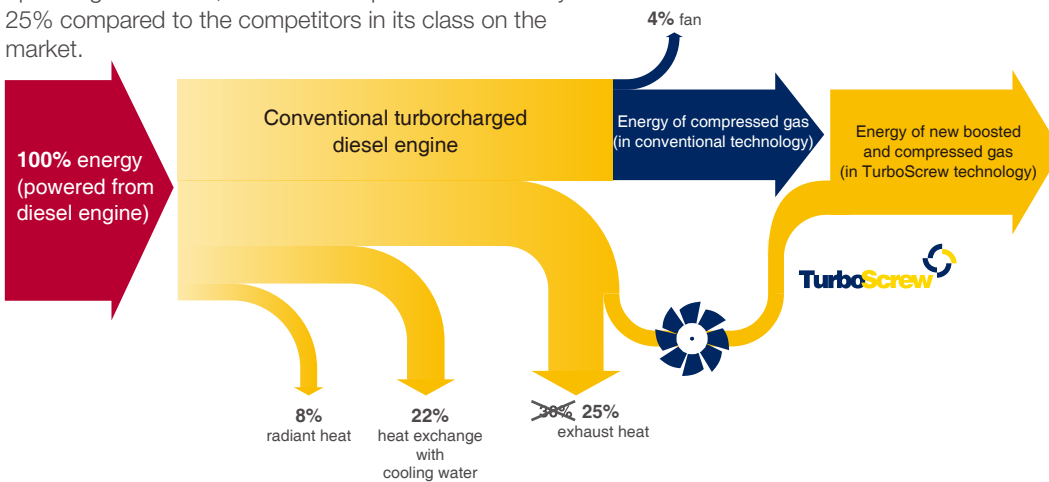 25% compared to the competitors in its class on the
market.
4% fan
100% energy
(powered from
diesel engine)
Conventional turborcharged
diesel engine
Energy of compressed gas
(in conventional technology)
Energy of new boosted
and compressed gas
(in TurboScrew technology)
TurboScrew
8%
radiant heat
22%
heat exchange
with
cooling water
30% 25%
exhaust heat